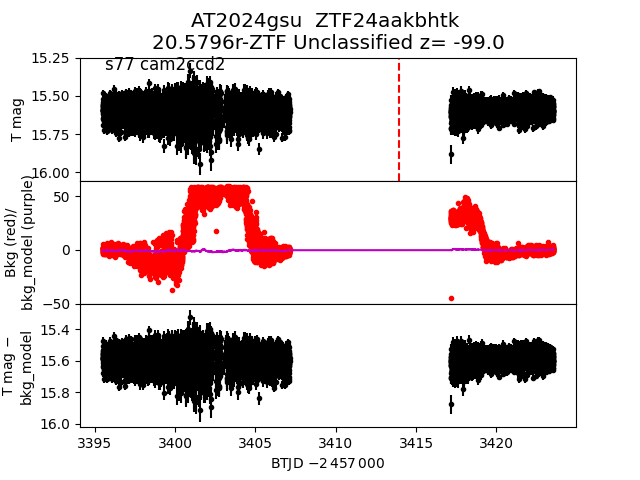 AT2024gsu  ZTF24aakbhtk
20.5796r-ZTF Unclassified z= -99.0
s77 cam2ccd2
15.25
15.50
15.75
16.00
T mag
50
0
−50
Bkg (red)/
bkg_model (purple)
15.4
15.6
15.8
16.0
T mag −
bkg_model
3395
3400
3405
3410
3415
3420
BTJD −2 457 000